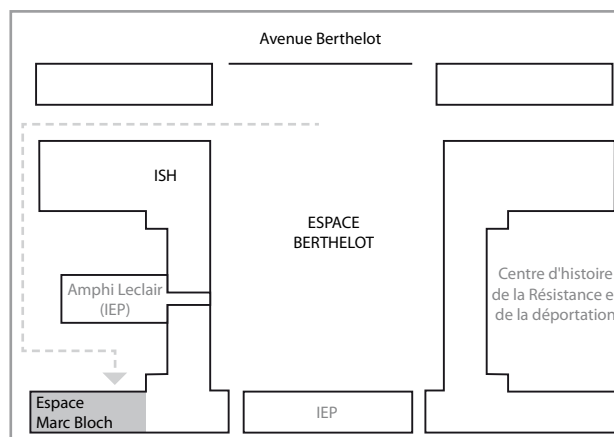 Avenue Berthelot
ISH
ESPACE
BERTHELOT
Amphi Leclair
(IEP)
Centre d'histoire
de la Résistance e
de la déportation
Espace
Marc Bloch
IEP